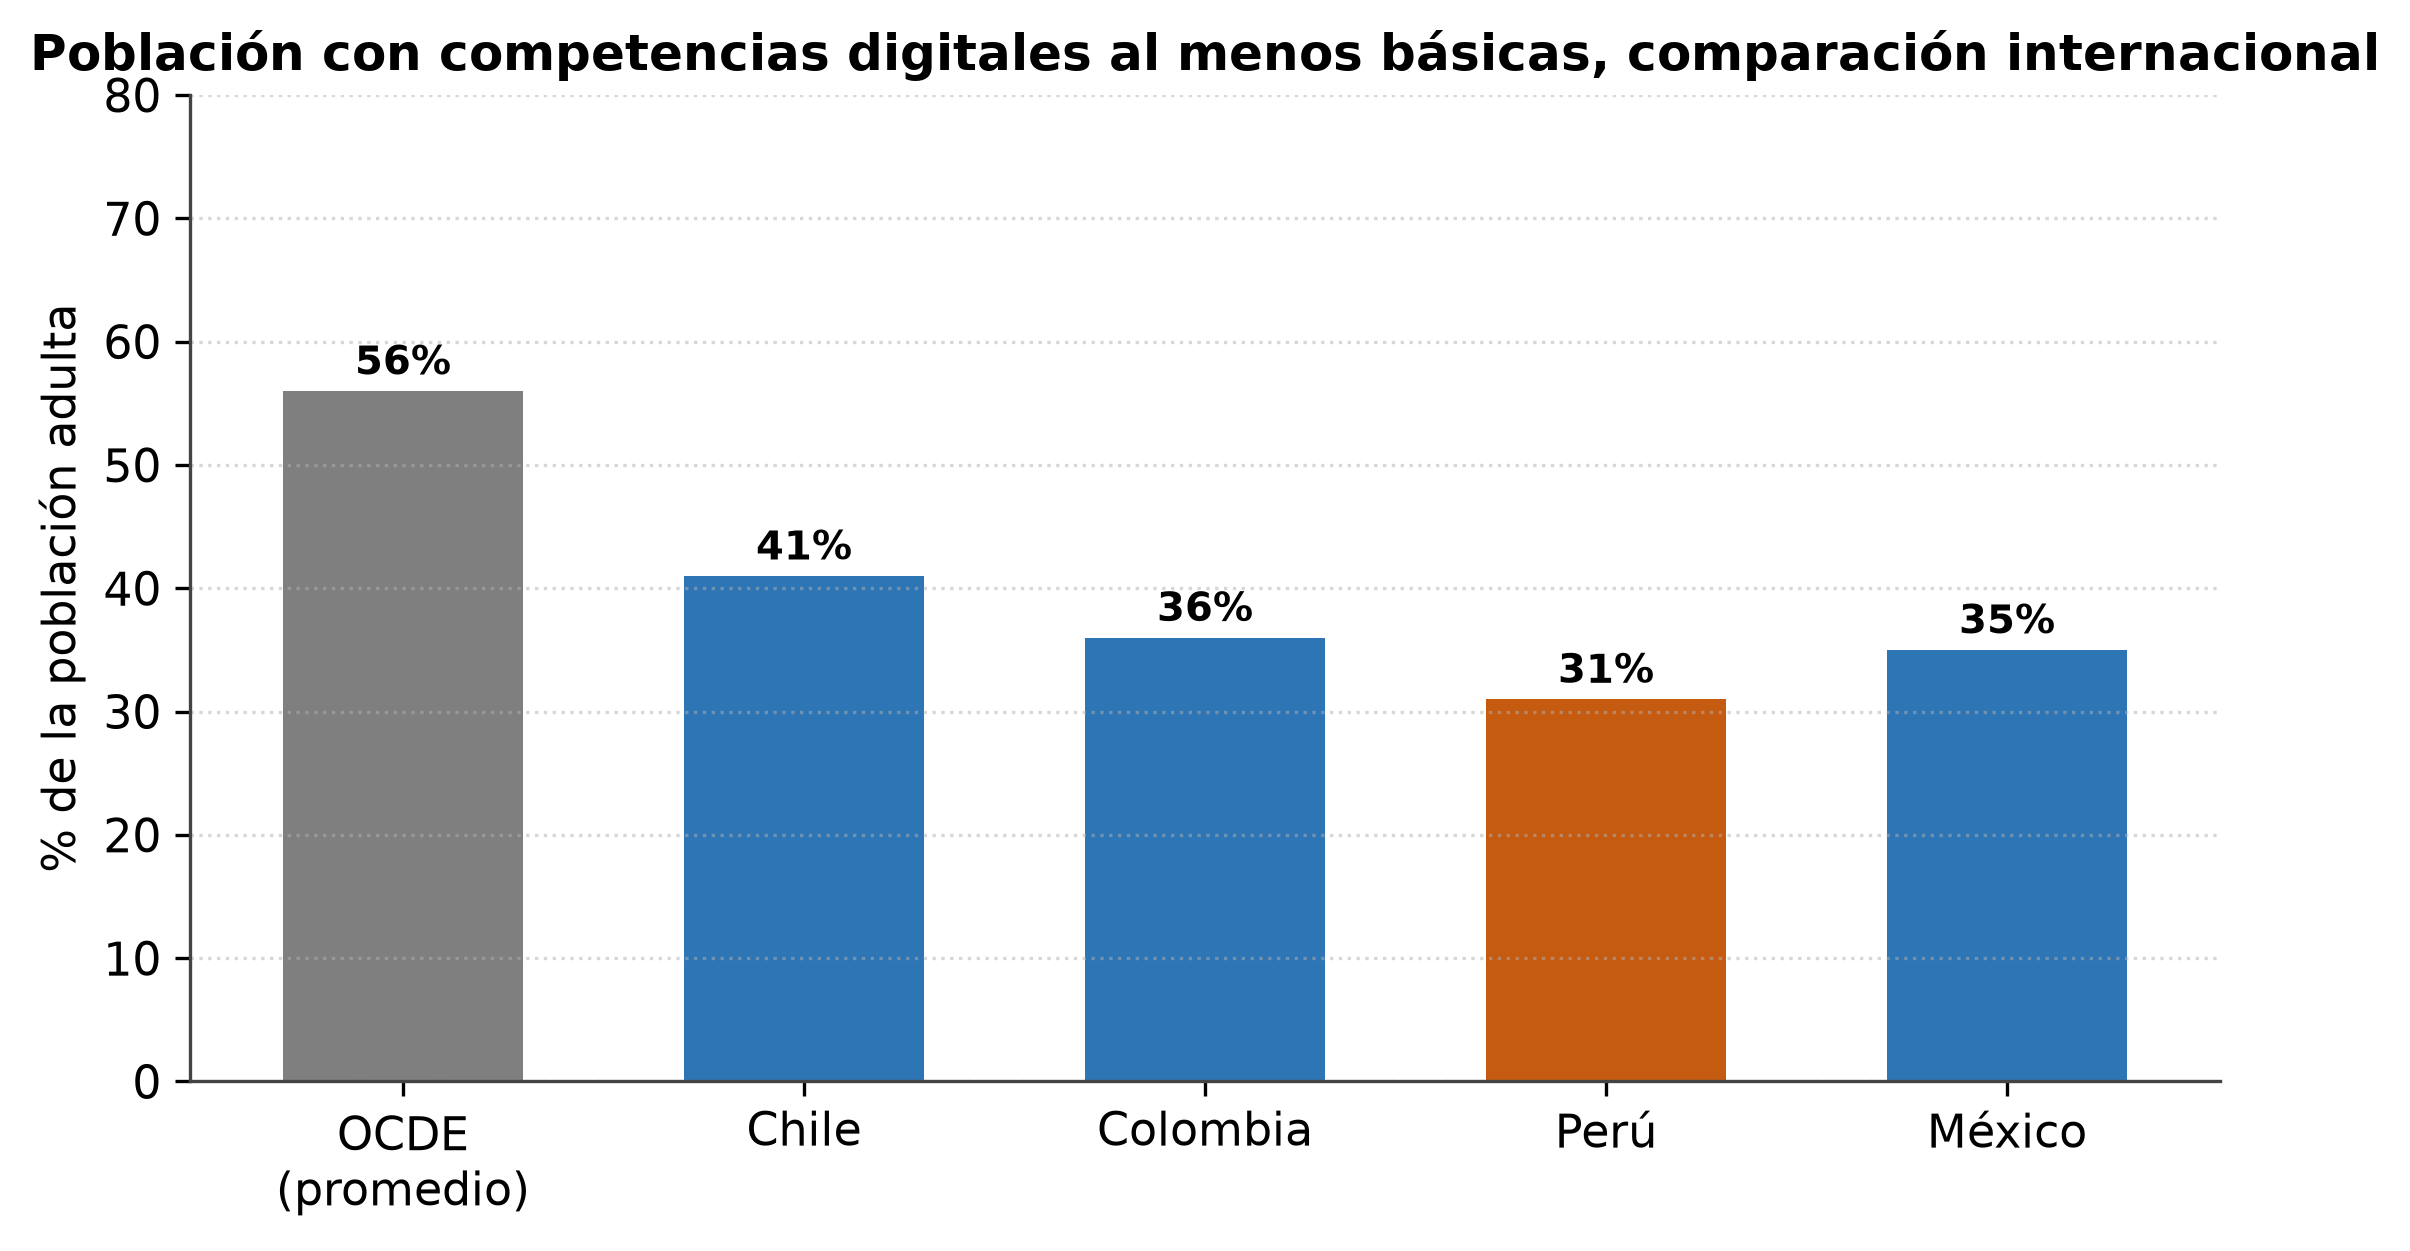 Población con competencias digitales al menos básicas, comparación internacional
% de la población adulta
80
70
60
50
40
30
20
10
0
56%
41%
36%
31%
35%
OCDE
(promedio)
Chile
Colombia
Perú
México